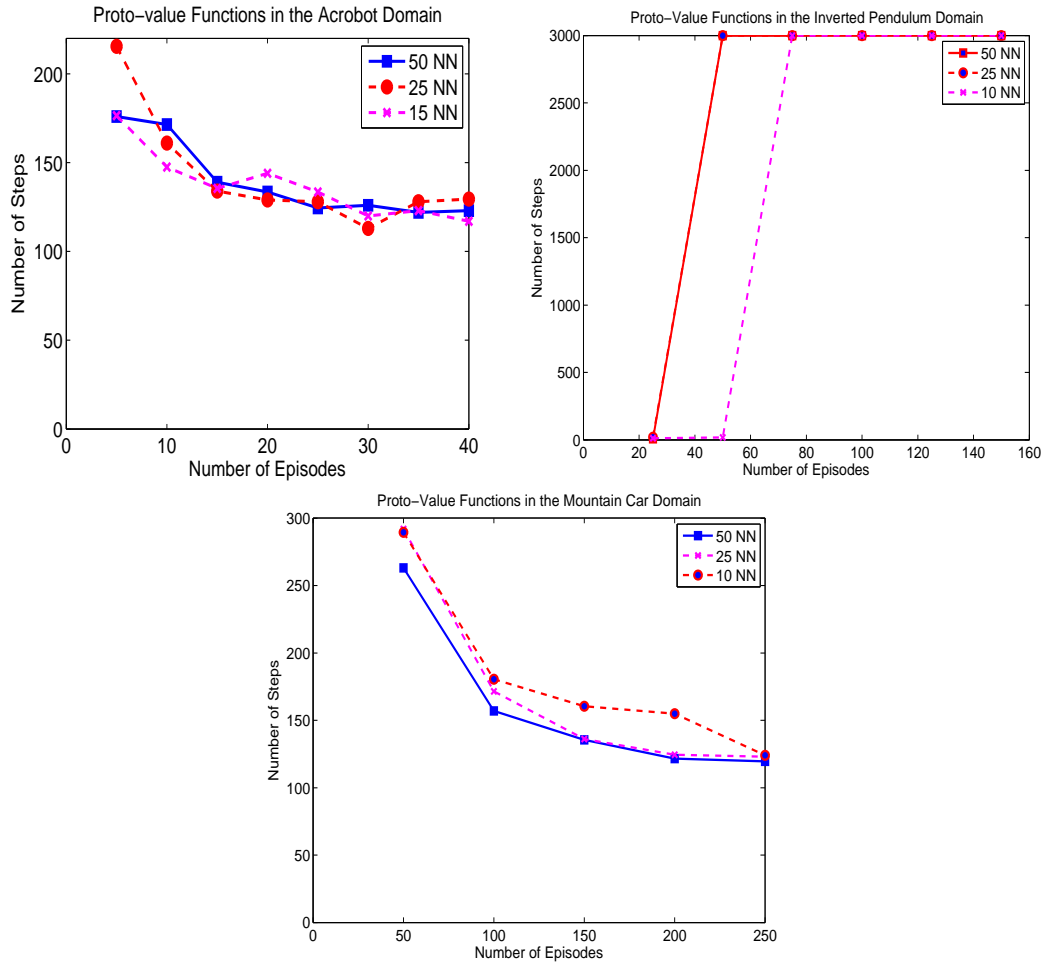 Proto-value Functions in the Acrobot Domain
200
150
100
50
0
0
10
20
30
40
Number of Steps
Number of Episodes
50 NN
25 NN
15 NN
Proto-Value Functions in the Inverted Pendulum Domain
3000
2500
2000
1500
1000
500
0
0
20
40
60
80
100
120
140
160
Number of Steps
Number of Episodes
50 NN
25 NN
10 NN
Proto-Value Functions in the Mountain Car Domain
300
250
200
150
100
50
0
0
50
100
150
200
250
Number of Steps
Number of Episodes
50 NN
25 NN
10 NN